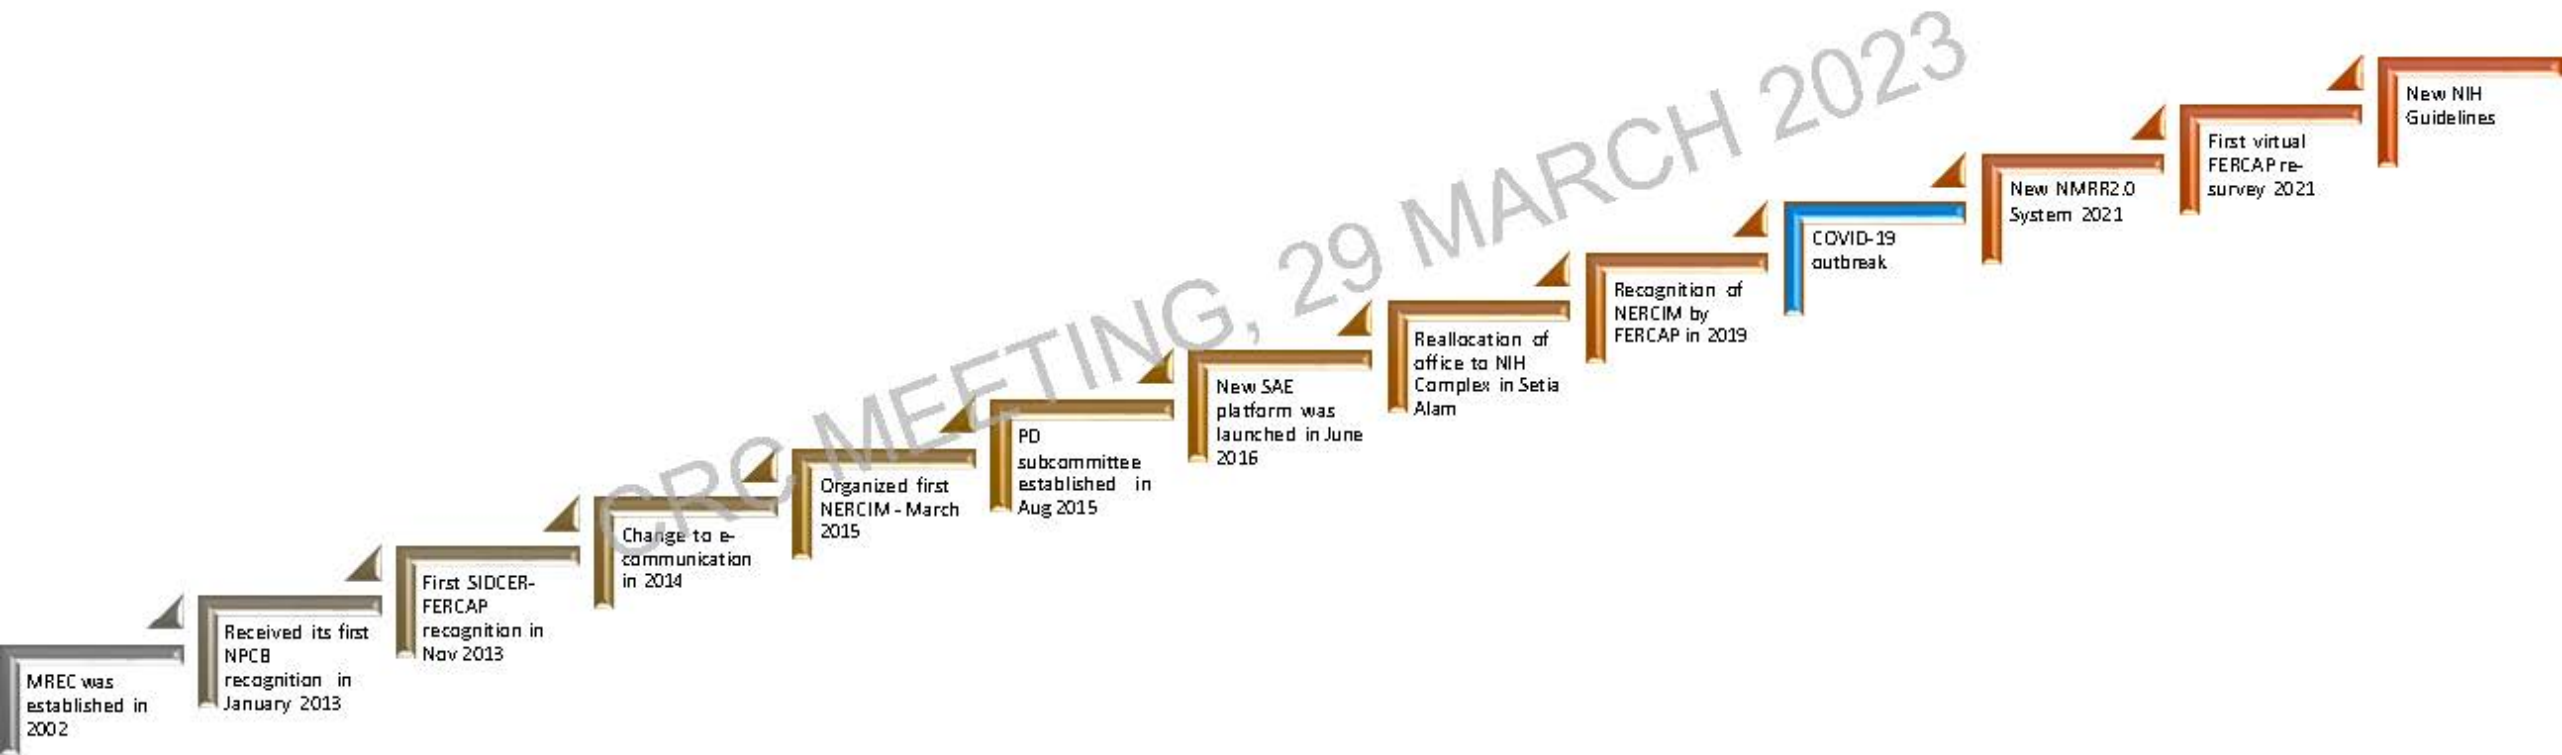 MREC was
established in
2002
Received its first
NPCB
recognition in
January 2013
First SIDCER-
FERCAP
recognition in
Nov 2013
Change to e-
communication
in 2014
Organized first
NERCIM - March
2015
PD
subcommittee
established in
Aug 2015
New SAE
platform was
launched in June
2016
Reallocation of
office to NIH
Complex in Setia
Alam
Recognition of
NERCIM by
FERCAP in 2019
COVID-19
outbreak
New NMRR2.0
System 2021
First virtual
FERCAP re-
survey 2021
New NIH
Guidelines
CRC MEETING, 29 MARCH 2023